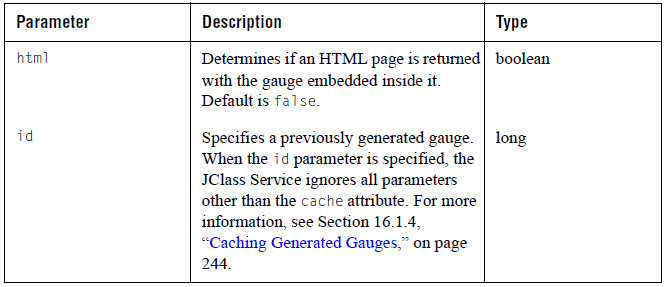 Parameter Description Type
html Determines if an HTML page is returned boolean
with the gauge embedded inside it.
Default is false.
id Specifies a previously generated gauge. long
When the id parameter is specified, the
JClass Service ignores all parameters
other than the cache attribute. For more
information, see Section 16.1.4,
“Caching Generated Gauges,” on page
244.